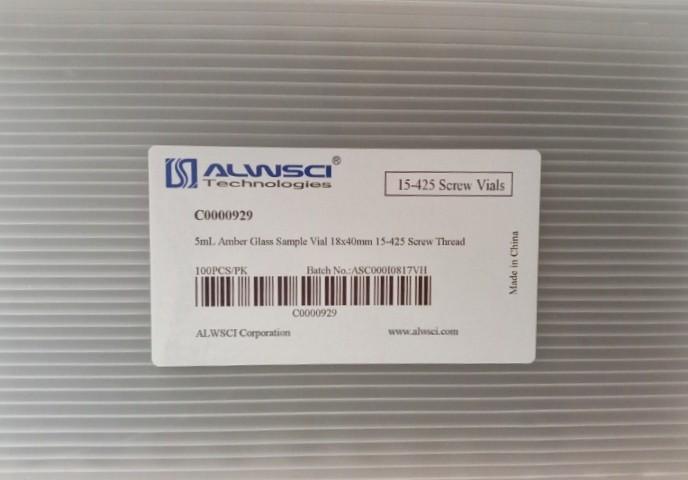 ALWSCI®
Technologies
15-425 Screw Vials
C0000929
5mL Amber Glass Sample Vial 18x40mm 15-425 Screw Thread
100PCS/PK Batch No.:ASC000I0817VH
C0000929
ALWSCI Corporation www.alwsci.com
Made in China